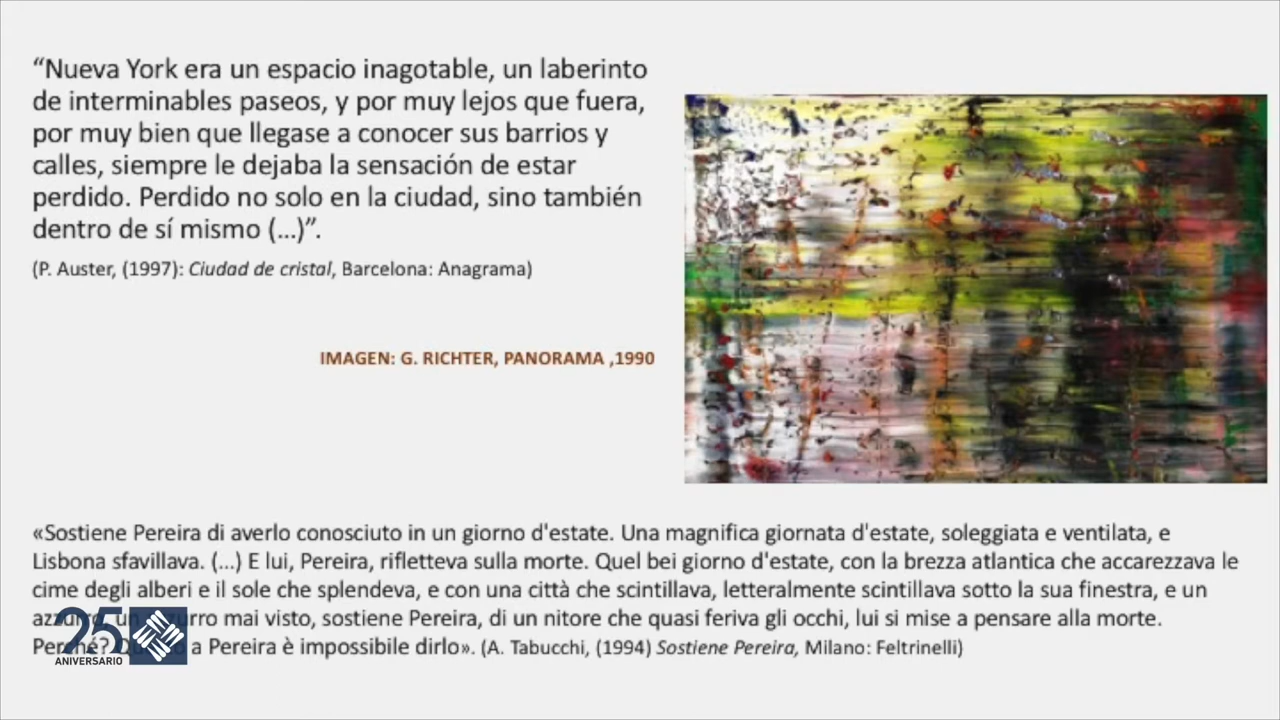 “Nueva York era un espacio inagotable, un laberinto
de interminables paseos, y por muy lejos que fuera,
por muy bien que llegase a conocer sus barrios y
calles, siempre le dejaba la sensación de estar
perdido. Perdido no solo en la ciudad, sino también
dentro de sí mismo (...)”.
(P. Auster, (1997): Ciudad de cristal, Barcelona: Anagrama)
IMAGEN: G. RICHTER, PANORAMA ,1990
«Sostiene Pereira di averlo conosciuto in un giorno d'estate. Una magnifica giornata d'estate, soleggiata e ventilata, e
Lisbona sfavillava. (...) E lui, Pereira, rifletteva sulla morte. Quel bei giorno d'estate, con la brezza atlantica che accarezzava le
cime degli alberi e il sole che splendeva, e con una città che scintillava, letteralmente scintillava sotto la sua finestra, e un
azzurro, un azzurro mai visto, sostiene Pereira, di un nitore che quasi feriva gli occhi, lui si mise a pensare alla morte.
Perché? a Pereira è impossibile dirlo». (A. Tabucchi, (1994) Sostiene Pereira, Milano: Feltrinelli)
25
ANIVERSARIO